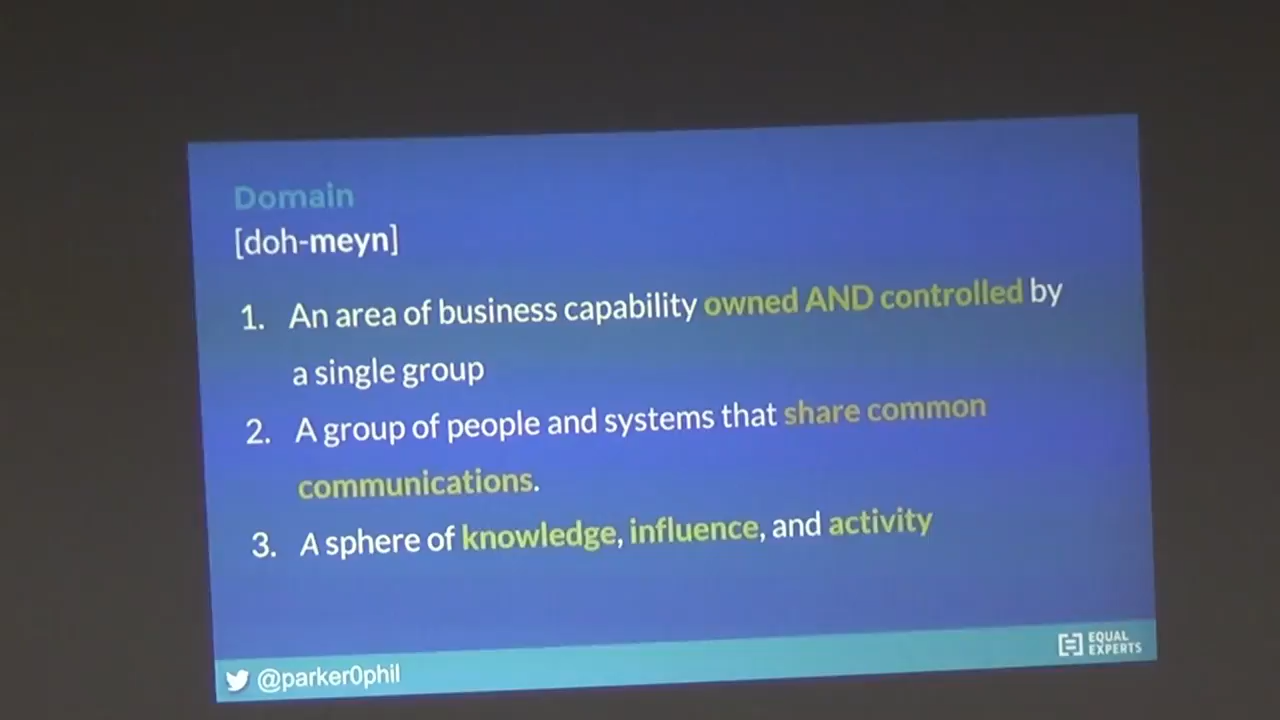 Domain
[doh-meyn]
1. An area of business capability owned AND controlled by
a single group
2. A group of people and systems that share common
communications.
3. A sphere of knowledge, influence, and activity
@parker0phil
EQUAL
EXPERTS